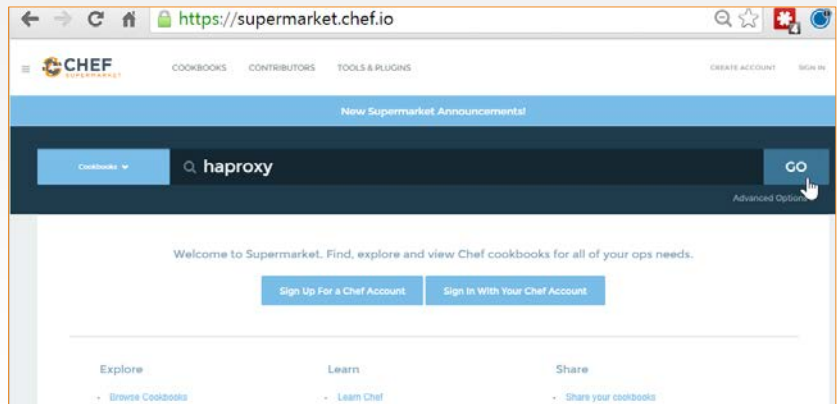 https://supermarket.chef.io
CHEF
SUPERMARKET
COOKBOOKS CONTRIBUTORS TOOLS & PLUGINS CREATE ACCOUNT SIGN IN
New Supermarket Announcements!
Cookbooks haproxy GO
Advanced Options
Welcome to Supermarket. Find, explore and view Chef cookbooks for all of your ops needs.
Sign Up For a Chef Account Sign In With Your Chef Account
Explore Learn Share
- Browse Cookbooks - Learn Chef - Share your cookbooks